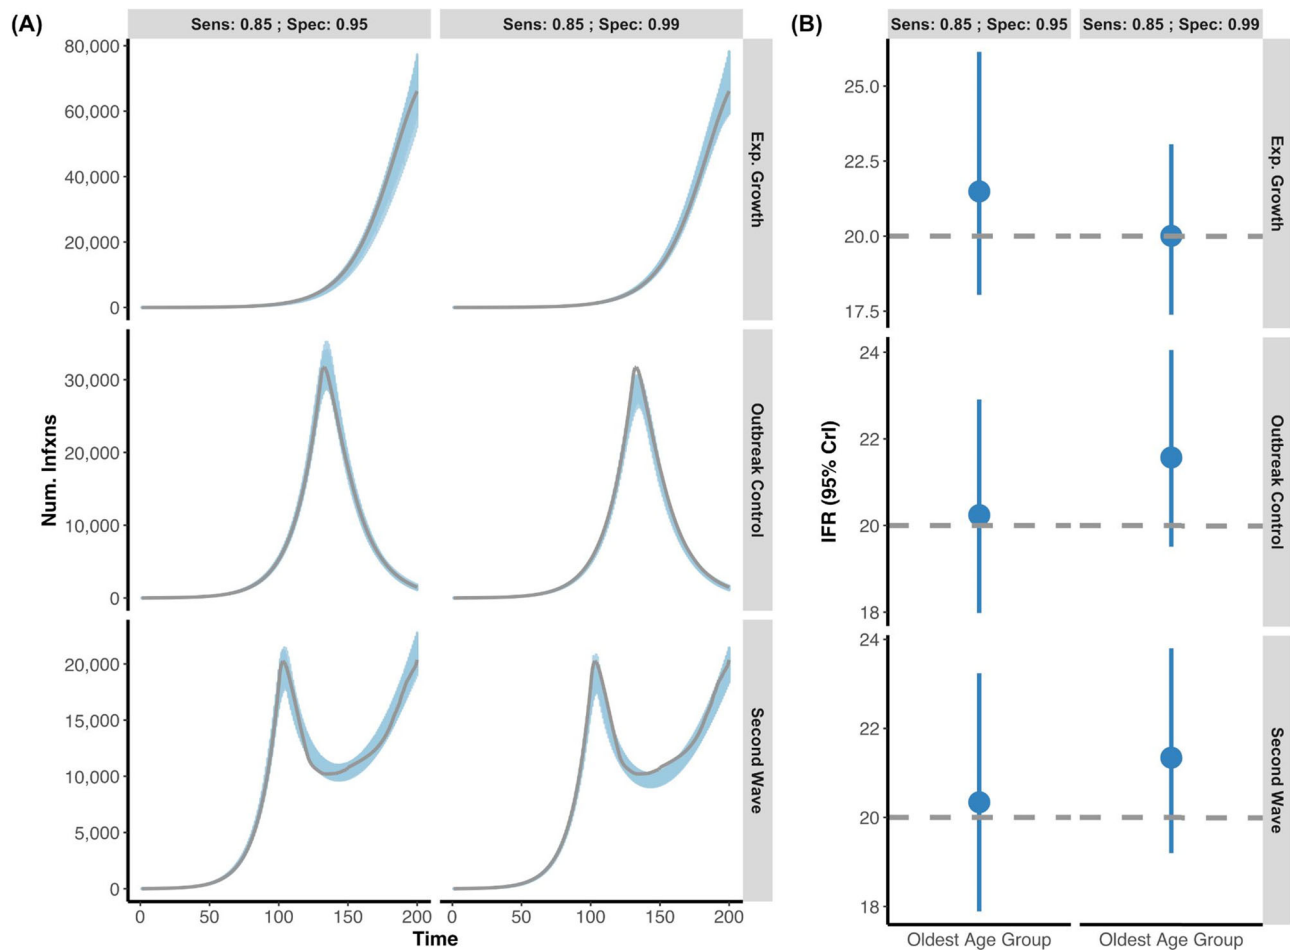 (A)
Sens: 0.85 ; Spec: 0.95
Sens: 0.85 ; Spec: 0.99
80,000
60,000
40,000
20,000
0
Exp. Growth
30,000
20,000
10,000
0
Outbreak Control
20,000
15,000
10,000
5,000
0
Second Wave
Num. Infxns
0
50
100
150
200
0
50
100
150
200
Time
(B)
Sens: 0.85 ; Spec: 0.95
Sens: 0.85 ; Spec: 0.99
25.0
22.5
20.0
17.5
Exp. Growth
24
22
20
18
Outbreak Control
24
22
20
18
Second Wave
IFR (95% CrI)
Oldest Age Group
Oldest Age Group